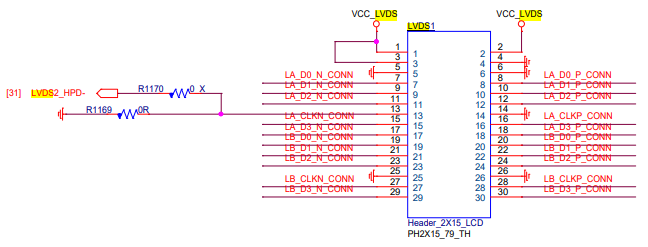 VCC_LVDS VCC_LVDS
LVDS1
1 1 2 2
3 3 4 4
5 5 6 6
LA_D0_N_CONN 7 7 8 8 LA_D0_P_CONN
[31] LVDS2_HPD- R1170 0_X LA_D1_N_CONN 9 9 10 10 LA_D1_P_CONN
LA_D2_N_CONN 11 11 12 12 LA_D2_P_CONN
R1169 0R LA_CLKN_CONN 13 13 14 14 LA_CLKP_CONN
LA_D3_N_CONN 15 15 16 16 LA_D3_P_CONN
LB_D0_N_CONN 17 17 18 18 LB_D0_P_CONN
LB_D1_N_CONN 19 19 20 20 LB_D1_P_CONN
LB_D2_N_CONN 21 21 22 22 LB_D2_P_CONN
23 23 24 24
LB_CLKN_CONN 25 25 26 26 LB_CLKP_CONN
LB_D3_N_CONN 27 27 28 28 LB_D3_P_CONN
29 29 30 30
Header_2X15_LCD
PH2X15_79_TH